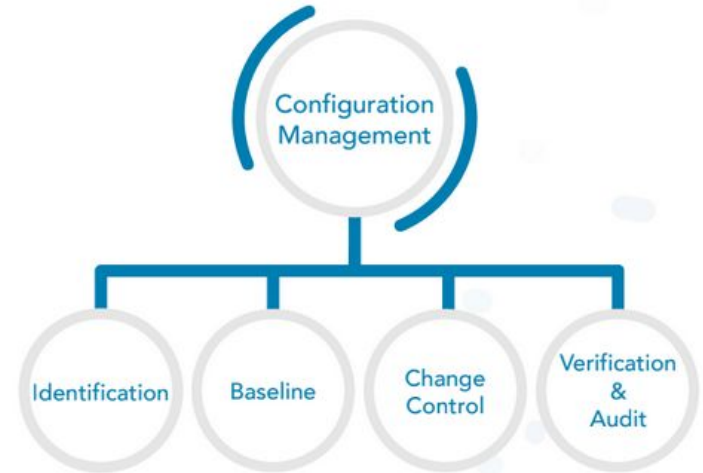 Configuration
Management
Identification
Baseline
Change
Control
Verification
&
Audit